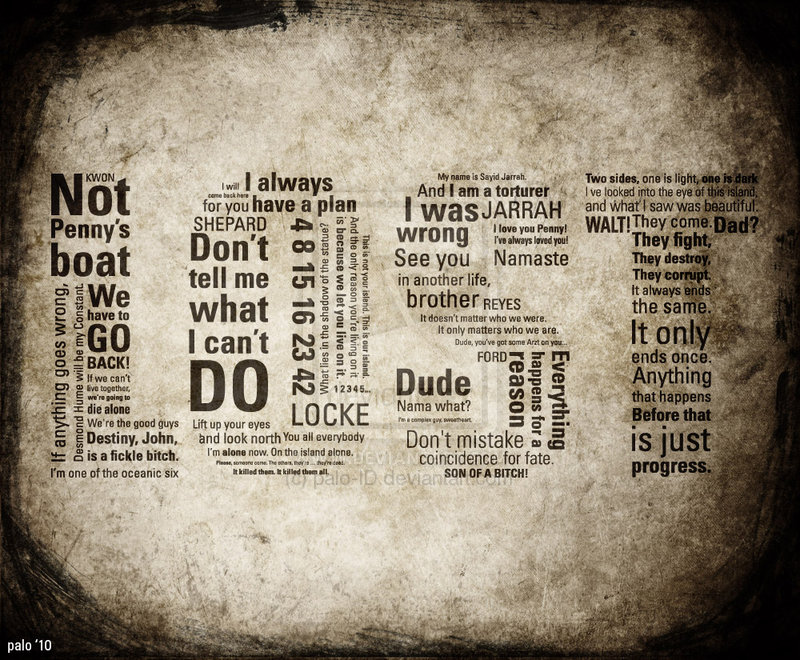 KWON
Not
Penny's
boat
If anything goes wrong,
Desmond Hume will be my Constant.
We
have to
GO
BACK!
If we can't
live together,
we're going to
die alone
We're the good guys
Destiny, John,
is a fickle bitch.
I'm one of the oceanic six
I will
come back here
for you
I always
have a plan
SHEPARD
Don't
tell me
what
I can't
DO
4 8 15 16 23 42
What lies in the shadow of the statue?
is because we let you live on it.
And the only reason you're living on it
This is not your island. This is our island.
1 2 3 4 5...
LOCKE
Lift up your eyes
and look north
You all everybody
I'm alone now. On the island alone.
Please, someone come. The others, they're ... they're dead.
It killed them. It killed them all.
My name is Sayid Jarrah.
And I am a torturer
I was
wrong
JARRAH
I love you Penny!
I've always loved you!
See you
Namaste
in another life,
brother
REYES
It doesn't matter who we were.
It only matters who we are.
Dude, you've got some Arzt on you...
FORD
reason
happens for a
Everything
Dude
Nama what?
I'm a complex guy, sweetheart.
Don't mistake
coincidence for fate.
SON OF A BITCH!
Two sides, one is light, one is dark
I've looked into the eye of this island,
and what I saw was beautiful.
WALT!
They come.
Dad?
They fight,
They destroy,
They corrupt.
It always ends
the same.
It only
ends once.
Anything
that happens
Before that
is just
progress.
palo-ID.deviantart.com
palo '10